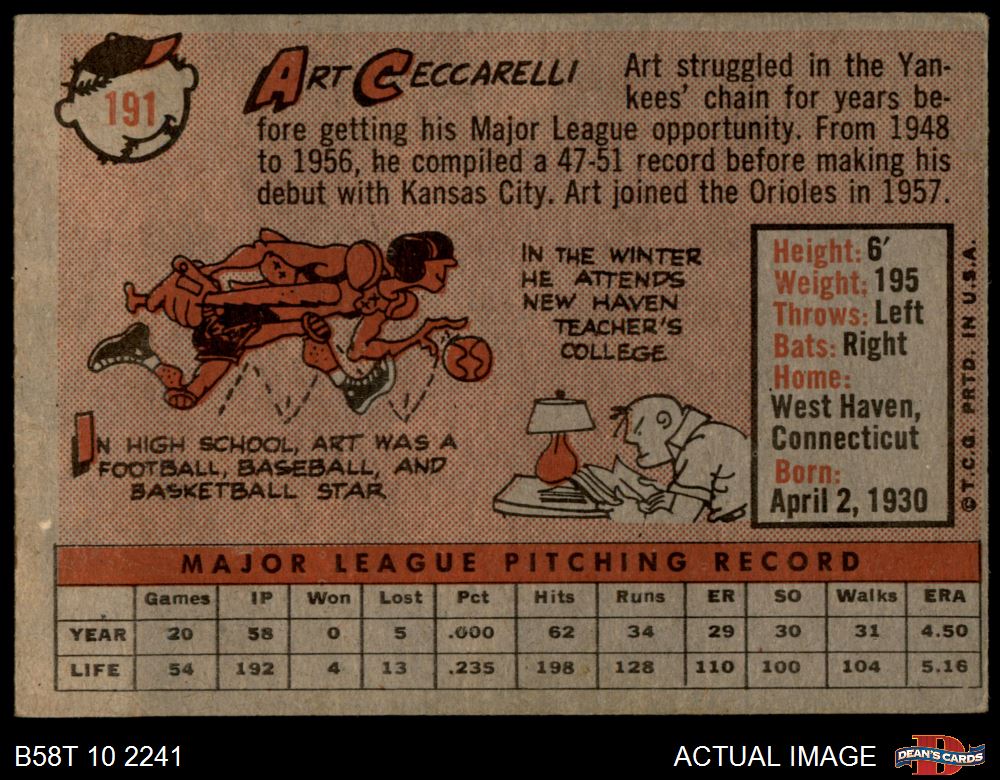 191
ART CECCARELLI
Art struggled in the Yan-
kees' chain for years be-
fore getting his Major League opportunity. From 1948
to 1956, he compiled a 47-51 record before making his
debut with Kansas City. Art joined the Orioles in 1957.
IN THE WINTER
HE ATTENDS
NEW HAVEN
TEACHER'S
COLLEGE
IN HIGH SCHOOL, ART WAS A
FOOTBALL, BASEBALL, AND
BASKETBALL STAR
Height: 6'
Weight: 195
Throws: Left
Bats: Right
Home:
West Haven,
Connecticut
Born:
April 2, 1930
© T.C.G. PRTD. IN U.S.A.
MAJOR LEAGUE PITCHING RECORD
Games IP Won Lost Pct Hits Runs ER SO Walks ERA
YEAR 20 58 0 5 .000 62 34 29 30 31 4.50
LIFE 54 192 4 13 .235 198 128 110 100 104 5.16
B58T 10 2241
ACTUAL IMAGE
D
DEAN'S CARDS